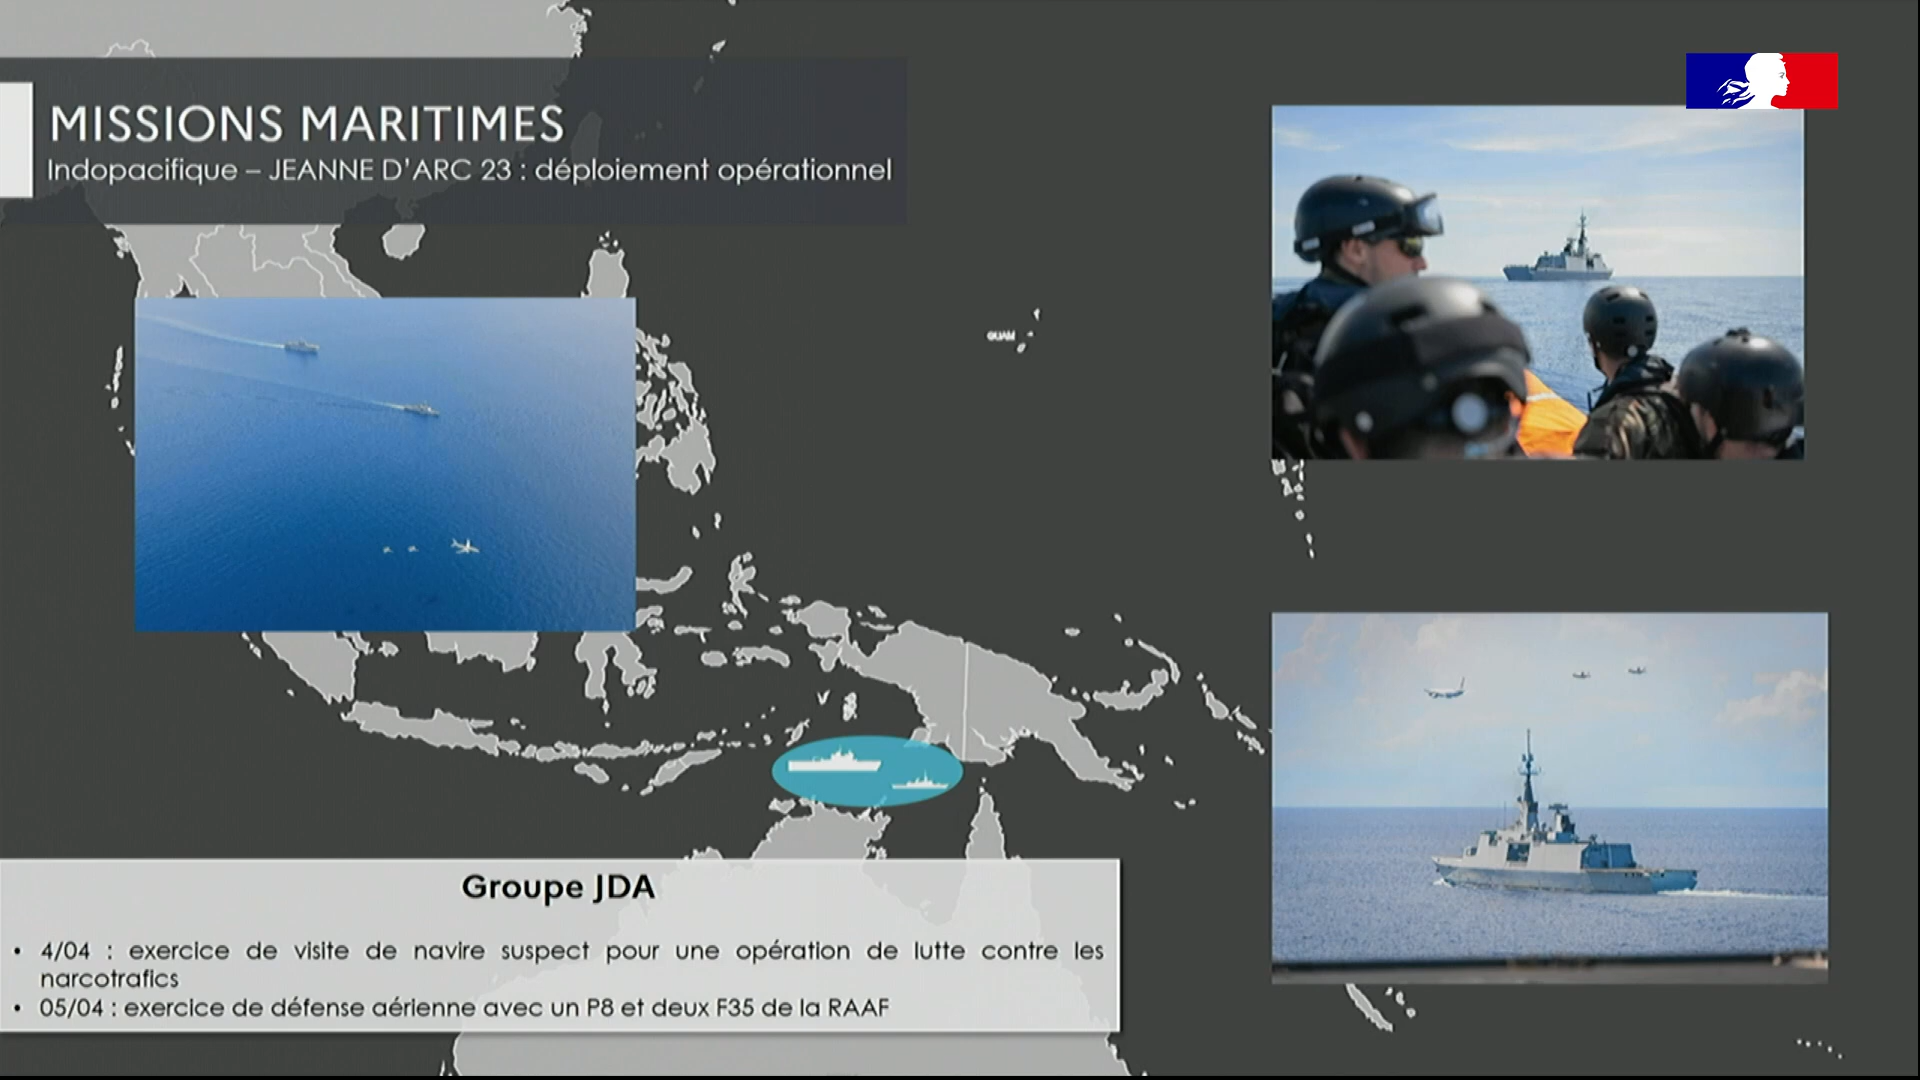 MISSIONS MARITIMES
Indopacifique – JEANNE D'ARC 23 : déploiement opérationnel
GUAM
Groupe JDA
• 4/04 : exercice de visite de navire suspect pour une opération de lutte contre les
narcotrafics
• 05/04 : exercice de défense aérienne avec un P8 et deux F35 de la RAAF